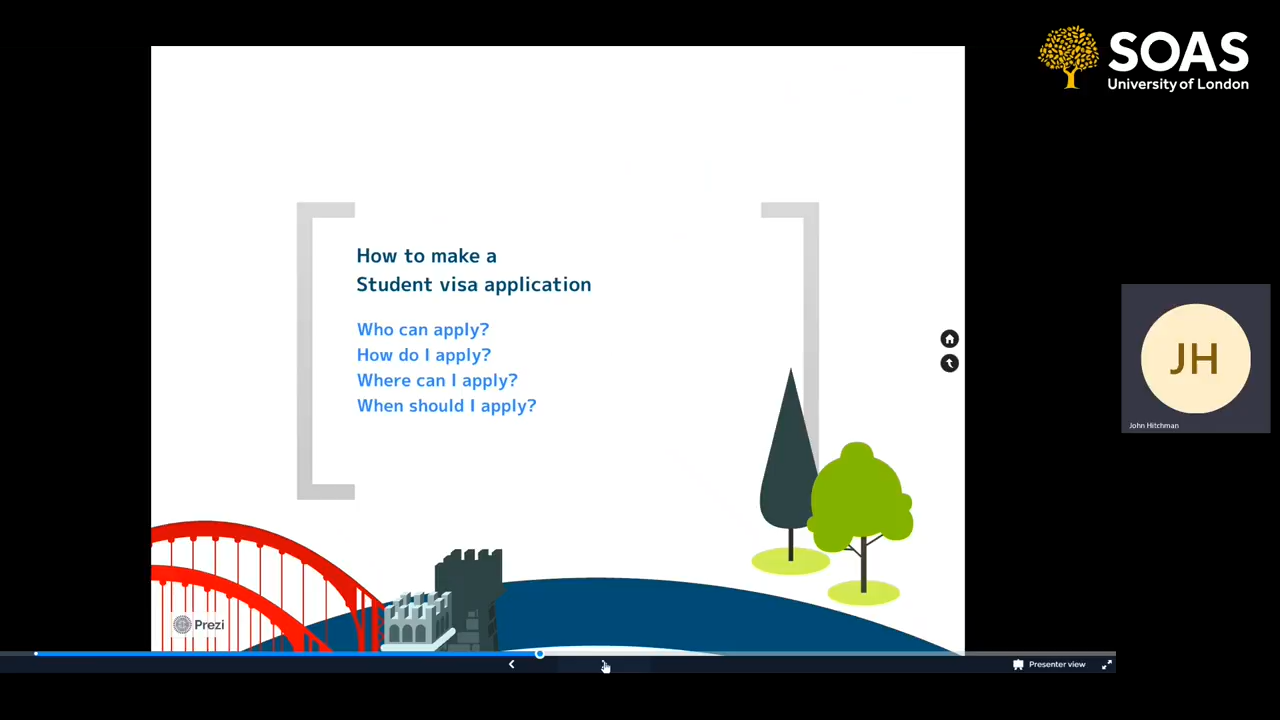 SOAS
University of London
How to make a
Student visa application
Who can apply?
How do I apply?
Where can I apply?
When should I apply?
JH
John Hitchman
Prezi
Presenter view